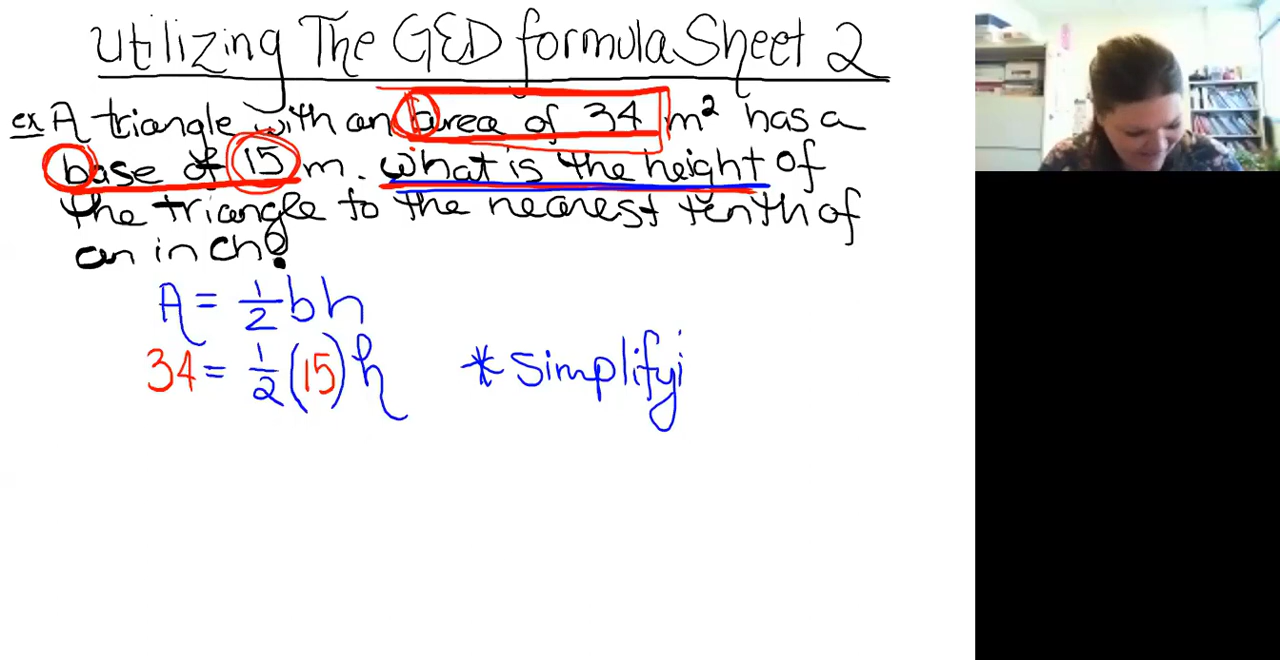 Utilizing The GED formula Sheet 2
ex A triangle with an area of 34 m² has a
base of 15 m. what is the height of
the triangle to the nearest tenth of
an inch?
A = 1/2 bh
34 = 1/2 (15) h * Simplifyi